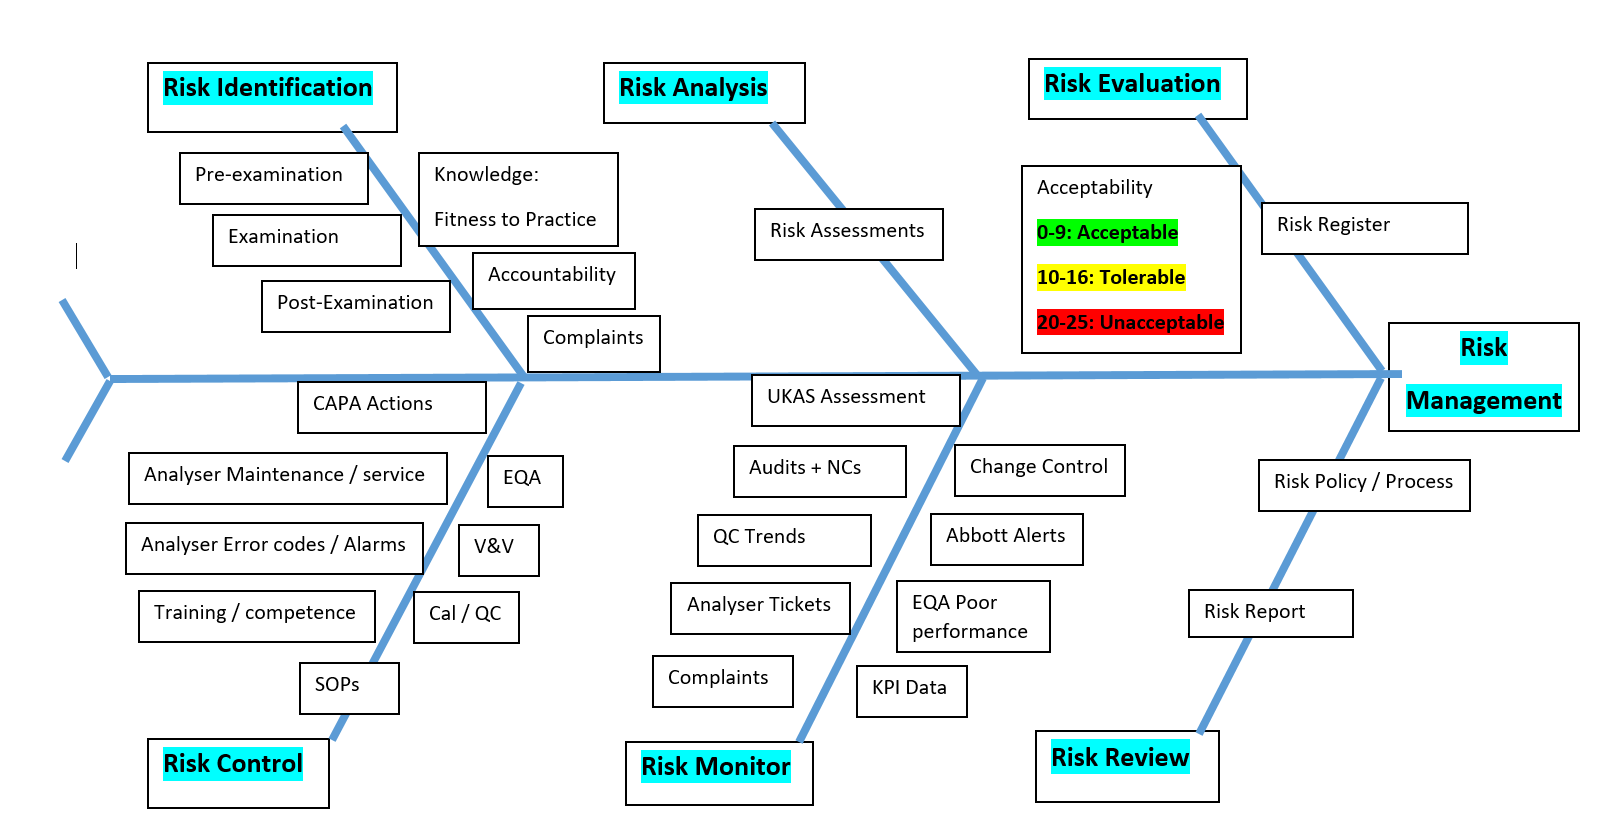 Risk Identification
Risk Analysis
Risk Evaluation
Pre-examination
Examination
Post-Examination
Knowledge:
Fitness to Practice
Accountability
Complaints
Risk Assessments
Acceptability
0-9: Acceptable
10-16: Tolerable
20-25: Unacceptable
Risk Register
Risk
Management
CAPA Actions
Analyser Maintenance / service
Analyser Error codes / Alarms
Training / competence
SOPs
EQA
V&V
Cal / QC
UKAS Assessment
Audits + NCs
QC Trends
Analyser Tickets
Complaints
Change Control
Abbott Alerts
EQA Poor
performance
KPI Data
Risk Policy / Process
Risk Report
Risk Control
Risk Monitor
Risk Review